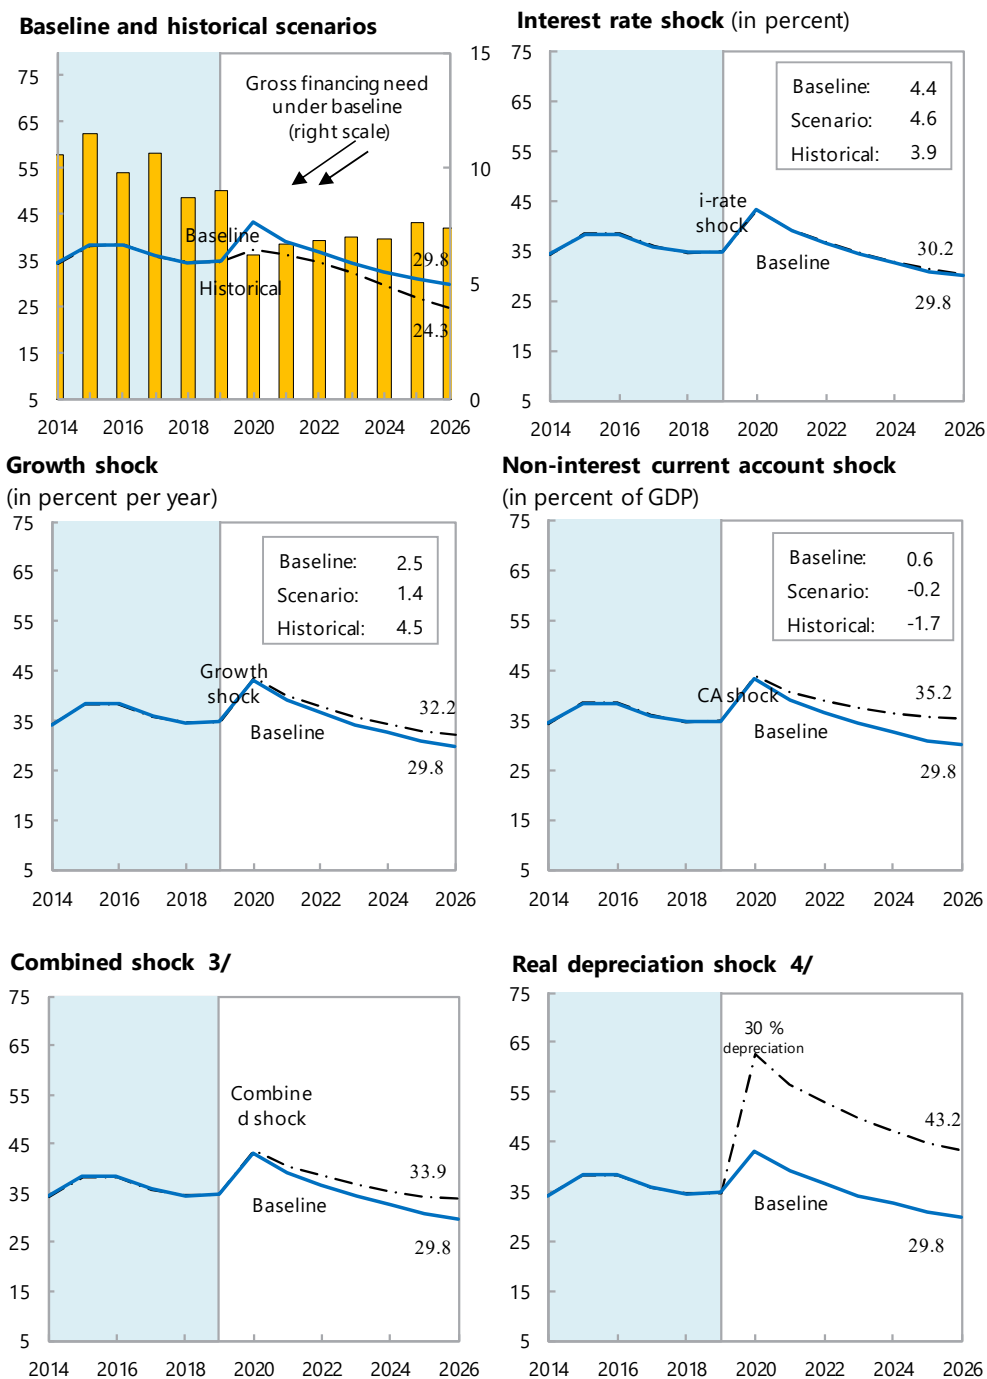 Baseline and historical scenarios
75
65
55
45
35
25
15
5
15
10
5
0
Gross financing need
under baseline
(right scale)
Baseline
Historical
29.8
24.3
2014 2016 2018 2020 2022 2024 2026
Interest rate shock (in percent)
75
65
55
45
35
25
15
5
Baseline: 4.4
Scenario: 4.6
Historical: 3.9
i-rate
shock
Baseline
30.2
29.8
2014 2016 2018 2020 2022 2024 2026
Growth shock
(in percent per year)
75
65
55
45
35
25
15
5
Baseline: 2.5
Scenario: 1.4
Historical: 4.5
Growth
shock
Baseline
32.2
29.8
2014 2016 2018 2020 2022 2024 2026
Non-interest current account shock
(in percent of GDP)
75
65
55
45
35
25
15
5
Baseline: 0.6
Scenario: -0.2
Historical: -1.7
CA shock
Baseline
35.2
29.8
2014 2016 2018 2020 2022 2024 2026
Combined shock 3/
75
65
55
45
35
25
15
5
Combine
d shock
Baseline
33.9
29.8
2014 2016 2018 2020 2022 2024 2026
Real depreciation shock 4/
75
65
55
45
35
25
15
5
30 %
depreciation
Baseline
43.2
29.8
2014 2016 2018 2020 2022 2024 2026